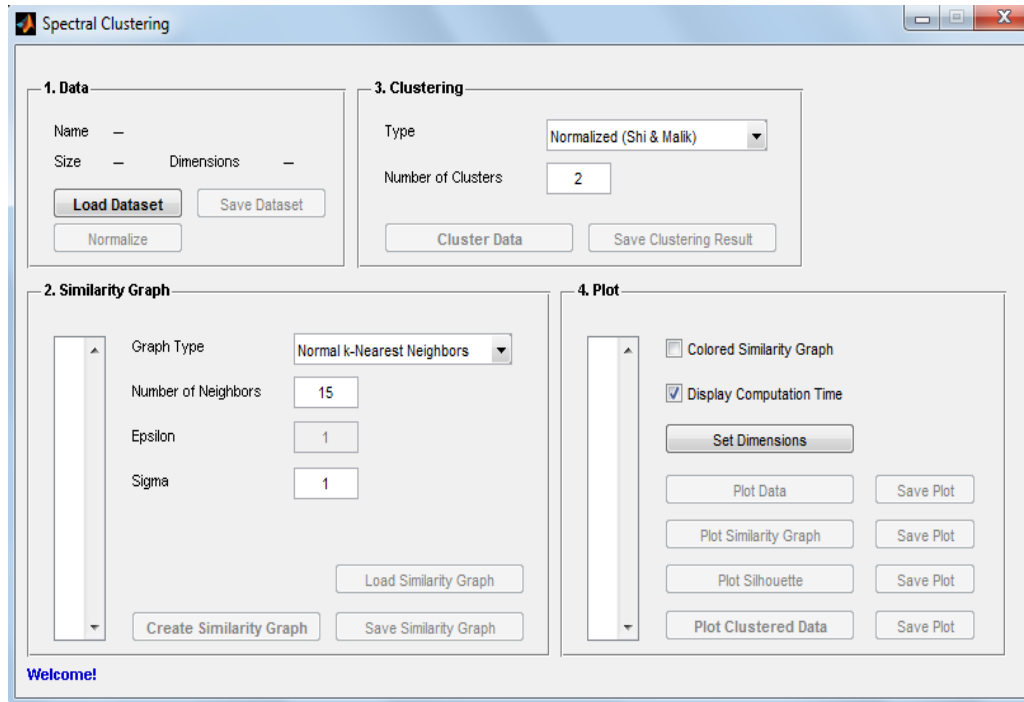 Spectral Clustering
1. Data
Name –
Size – Dimensions –
Load Dataset Save Dataset
Normalize
3. Clustering
Type Normalized (Shi & Malik)
Number of Clusters 2
Cluster Data Save Clustering Result
2. Similarity Graph
Graph Type Normal k-Nearest Neighbors
Number of Neighbors 15
Epsilon 1
Sigma 1
Load Similarity Graph
Create Similarity Graph Save Similarity Graph
4. Plot
Colored Similarity Graph
Display Computation Time
Set Dimensions
Plot Data Save Plot
Plot Similarity Graph Save Plot
Plot Silhouette Save Plot
Plot Clustered Data Save Plot
Welcome!